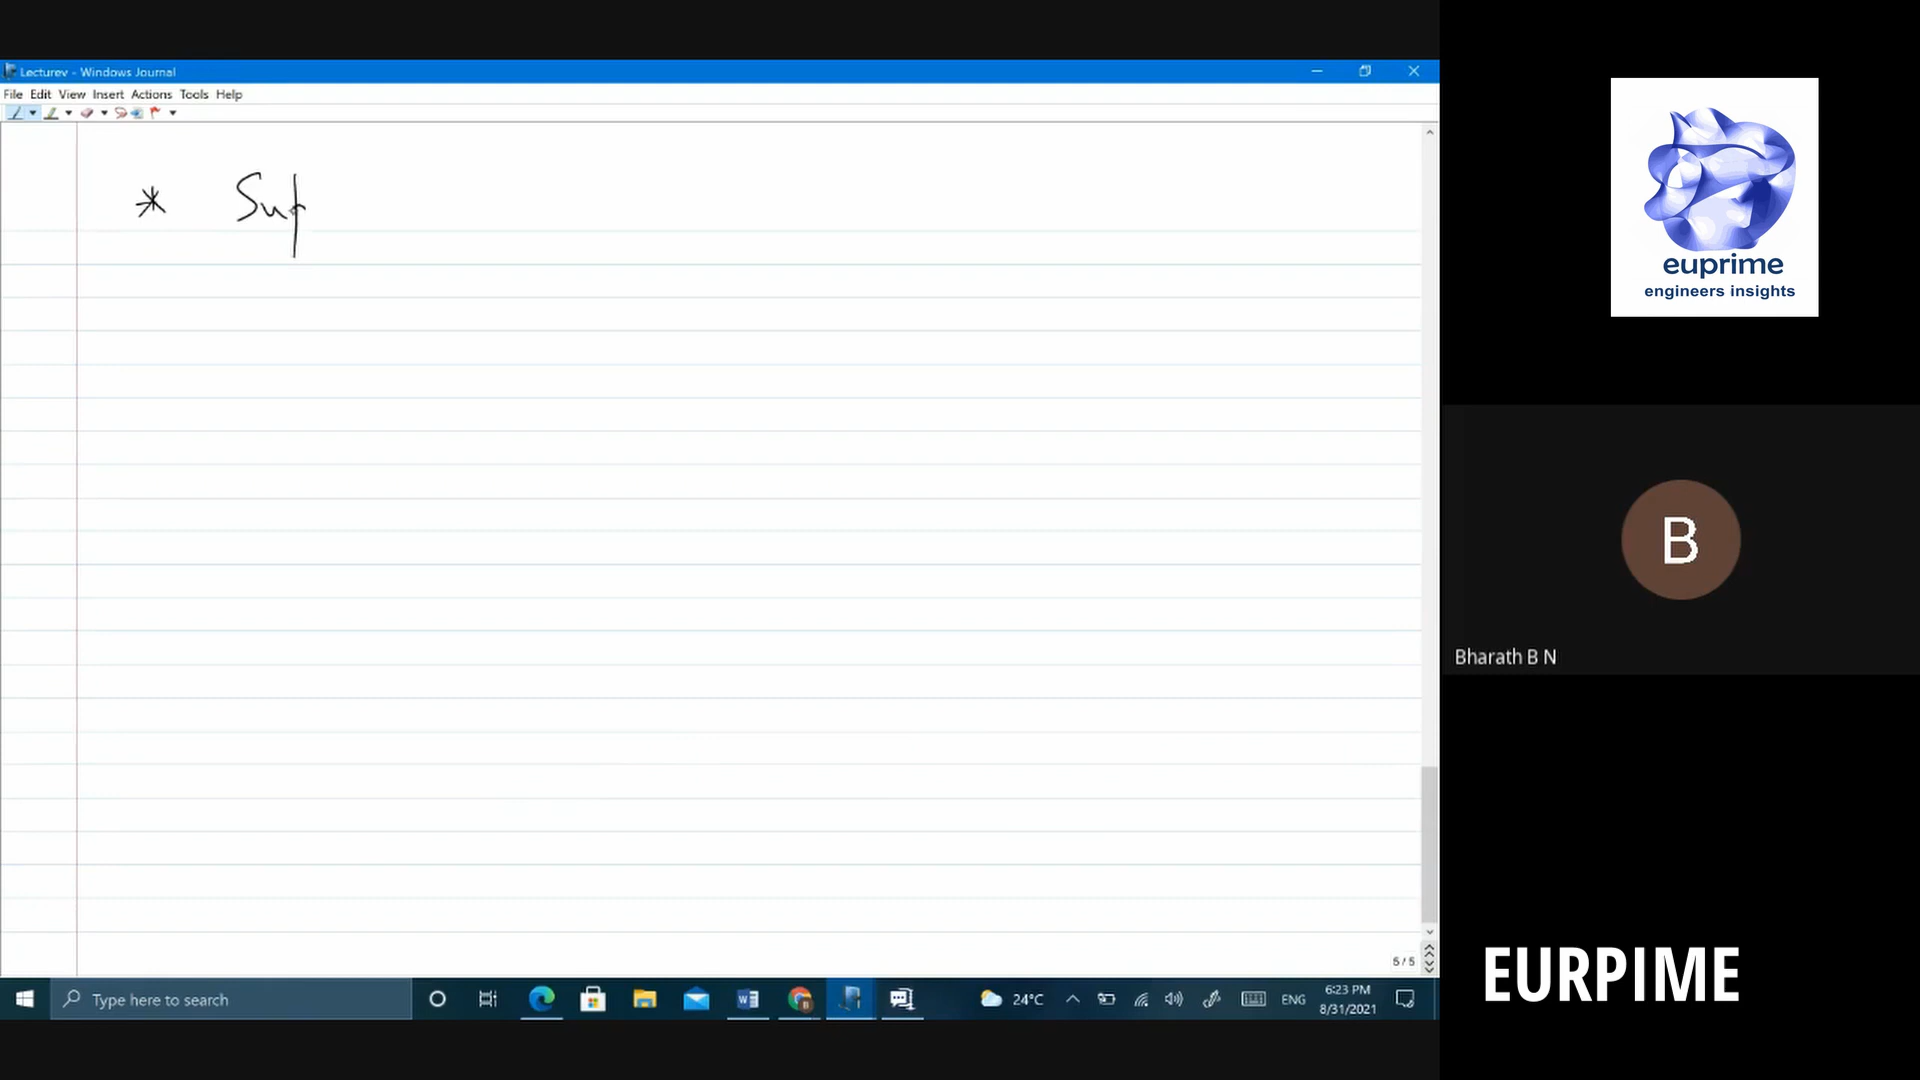 Lecturev - Windows Journal
File Edit View Insert Actions Tools Help
* Sup
euprime
engineers insights
B
Bharath B N
5 / 5
EURPIME
Type here to search
24°C
ENG
6:23 PM
8/31/2021